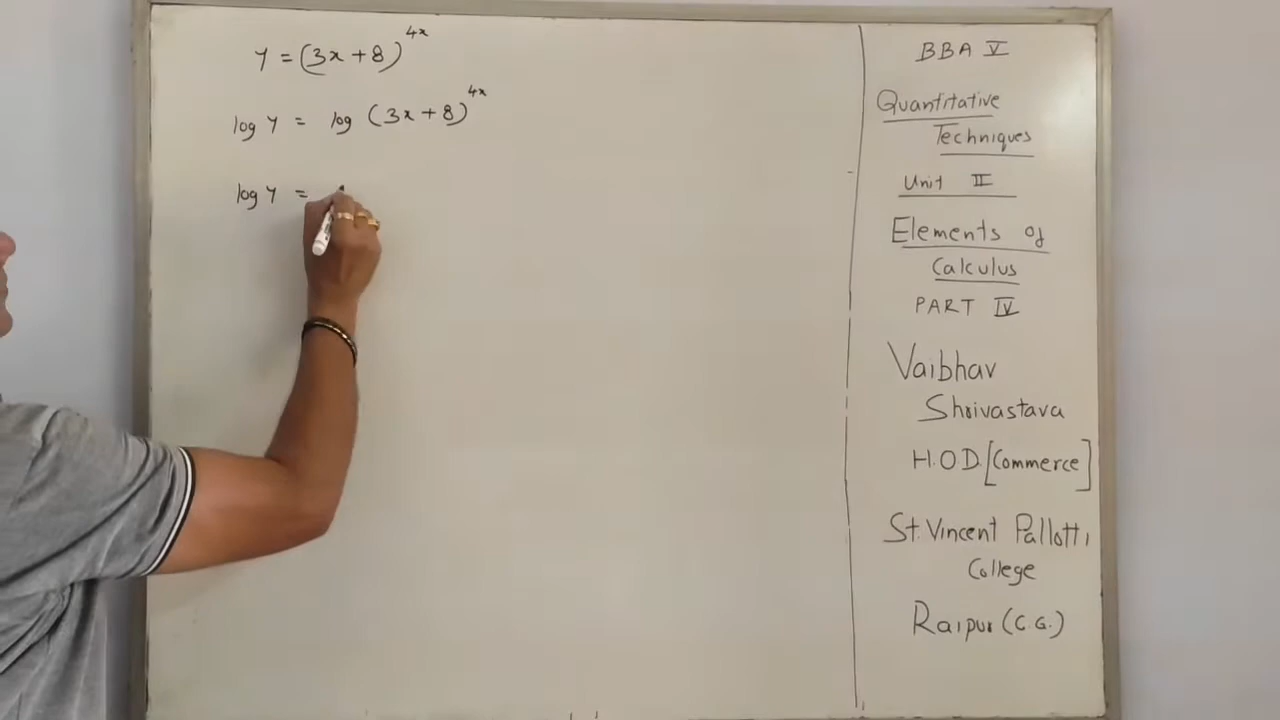 y = (3x + 8)^4x
log y = log (3x + 8)^4x
log y =
BBA V
Quantitative
Techniques
Unit II
Elements of
Calculus
PART IV
Vaibhav
Shrivastava
H.O.D. [Commerce]
St. Vincent Pallotti
College
Raipur (C.G.)